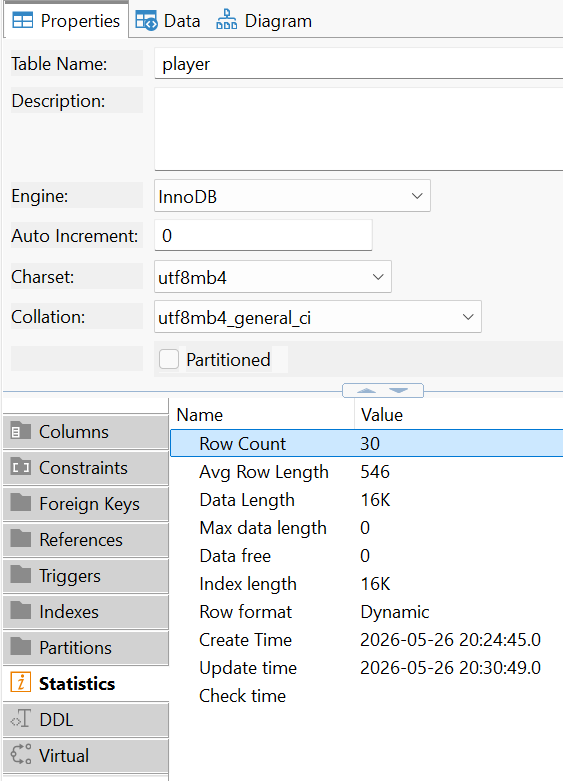 Properties Data Diagram
Table Name: player
Description:
Engine: InnoDB
Auto Increment: 0
Charset: utf8mb4
Collation: utf8mb4_general_ci
Partitioned
Columns
Constraints
Foreign Keys
References
Triggers
Indexes
Partitions
Statistics
DDL
Virtual
Name Value
Row Count 30
Avg Row Length 546
Data Length 16K
Max data length 0
Data free 0
Index length 16K
Row format Dynamic
Create Time 2026-05-26 20:24:45.0
Update time 2026-05-26 20:30:49.0
Check time